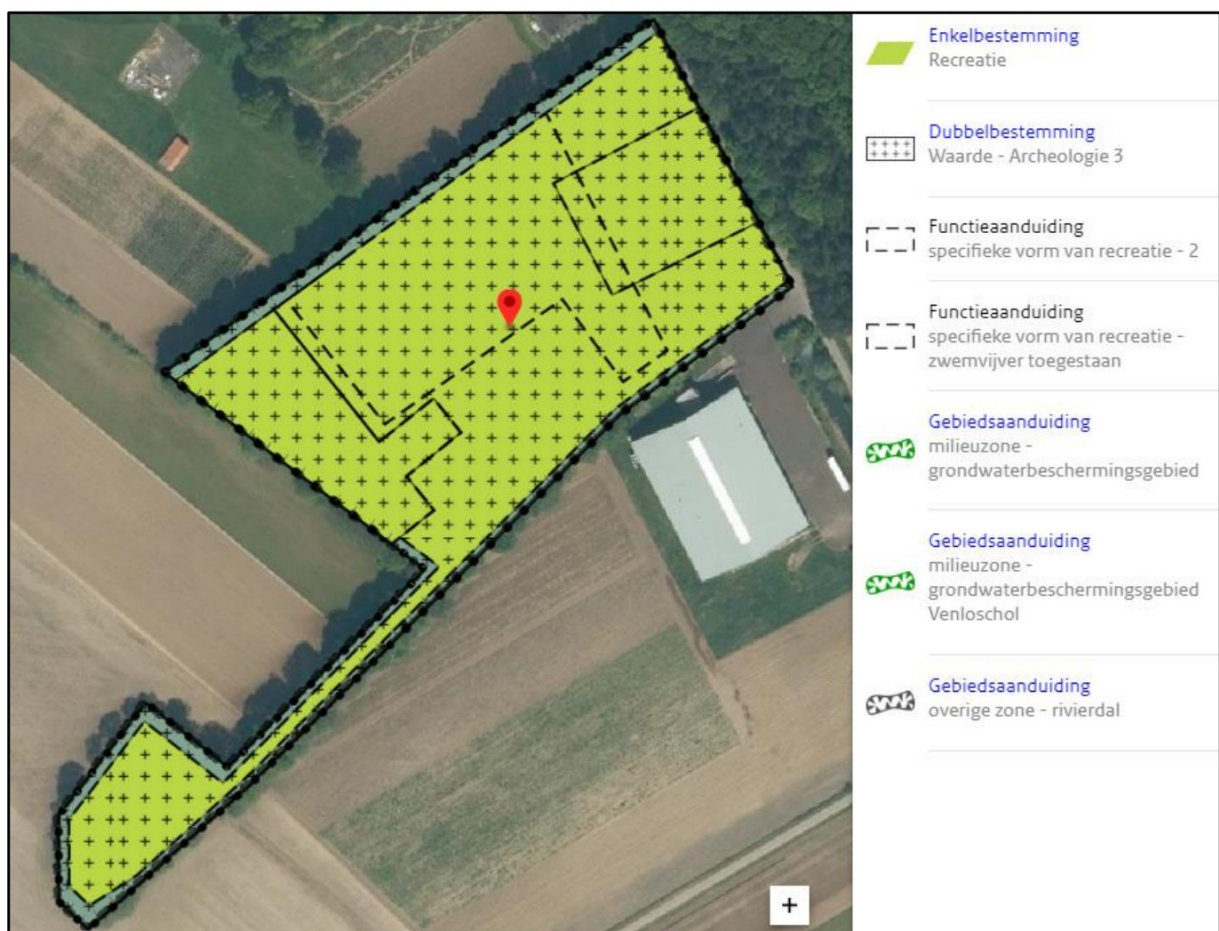 Enkelbestemming
Recreatie
Dubbelbestemming
Waarde - Archeologie 3
Functieaanduiding
specifieke vorm van recreatie - 2
Functieaanduiding
specifieke vorm van recreatie -
zwemvijver toegestaan
Gebiedsaanduiding
milieuzone -
grondwaterbeschermingsgebied
Gebiedsaanduiding
milieuzone -
grondwaterbeschermingsgebied
Venloschol
Gebiedsaanduiding
overige zone - rivierdal
+